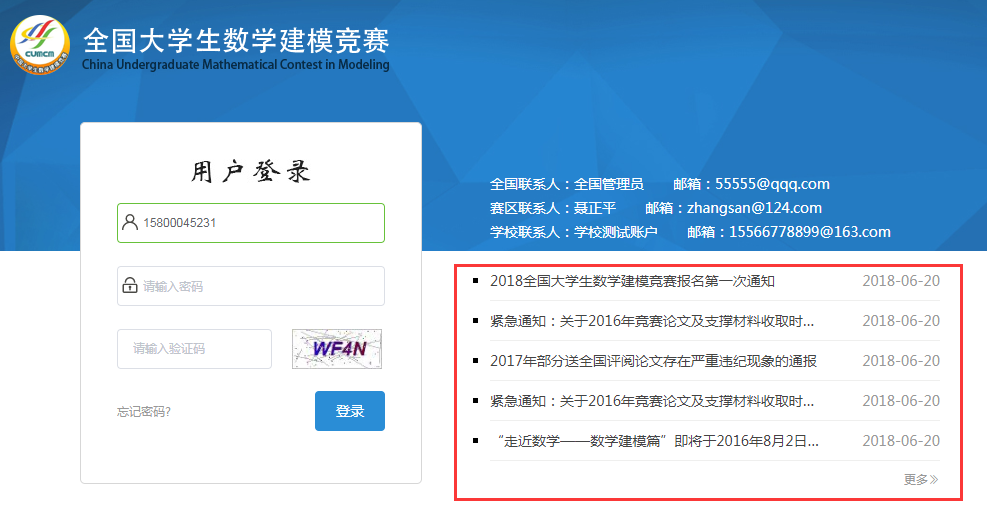 CUMCM
全国大学生数学建模竞赛
China Undergraduate Mathematical Contest in Modeling
用户登录
15800045231
请输入密码
请输入验证码
WF4N
忘记密码?
登录
全国联系人：全国管理员 邮箱：55555@qqq.com
赛区联系人：聂正平 邮箱：zhangsan@124.com
学校联系人：学校测试账户 邮箱：15566778899@163.com
2018全国大学生数学建模竞赛报名第一次通知 2018-06-20
紧急通知：关于2016年竞赛论文及支撑材料收取时... 2018-06-20
2017年部分送全国评阅论文存在严重违纪现象的通报 2018-06-20
紧急通知：关于2016年竞赛论文及支撑材料收取时... 2018-06-20
“走近数学——数学建模篇”即将于2016年8月2日... 2018-06-20
更多»